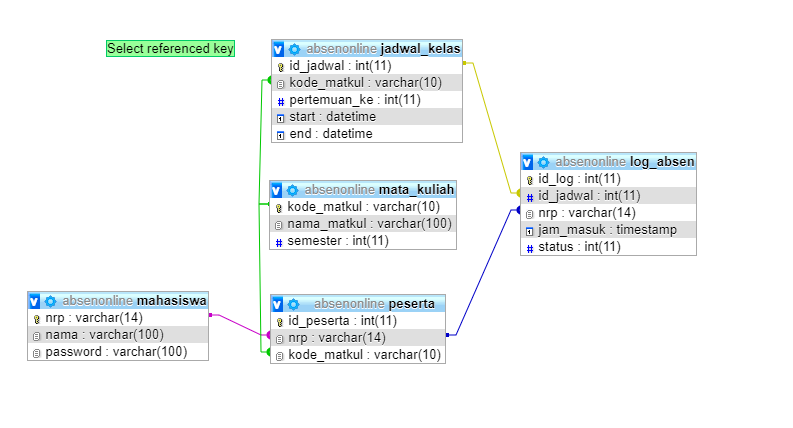 Select referenced key
absenonline jadwal_kelas
id_jadwal : int(11)
kode_matkul : varchar(10)
pertemuan_ke : int(11)
start : datetime
end : datetime
absenonline mata_kuliah
kode_matkul : varchar(10)
nama_matkul : varchar(100)
semester : int(11)
absenonline log_absen
id_log : int(11)
id_jadwal : int(11)
nrp : varchar(14)
jam_masuk : timestamp
status : int(11)
absenonline mahasiswa
nrp : varchar(14)
nama : varchar(100)
password : varchar(100)
absenonline peserta
id_peserta : int(11)
nrp : varchar(14)
kode_matkul : varchar(10)